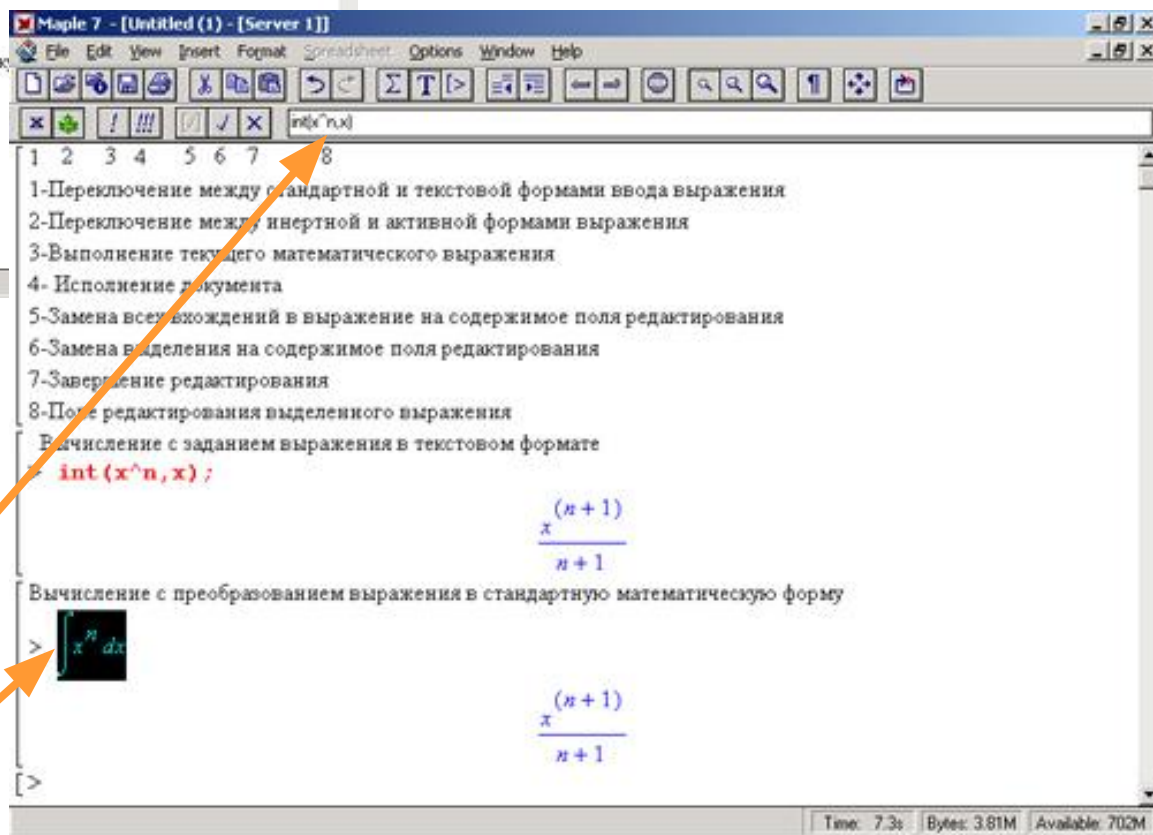 Maple 7 - [Untitled (1) - [Server 1]]
File Edit View Insert Format Spreadsheet Options Window Help
int(x^n,x)
1 2 3 4 5 6 7 8
1-Переключение между стандартной и текстовой формами ввода выражения
2-Переключение между инертной и активной формами выражения
3-Выполнение текущего математического выражения
4- Исполнение документа
5-Замена всех вхождений в выражение на содержимое поля редактирования
6-Замена выделения на содержимое поля редактирования
7-Завершение редактирования
8-Поле редактирования выделенного выражения
Вычисление с заданием выражения в текстовом формате
> int(x^n,x);
x^(n + 1)
n + 1
Вычисление с преобразованием выражения в стандартную математическую форму
> ∫x^n dx
x^(n + 1)
n + 1
[>
Time: 7.3s Bytes: 3.81M Available: 702M